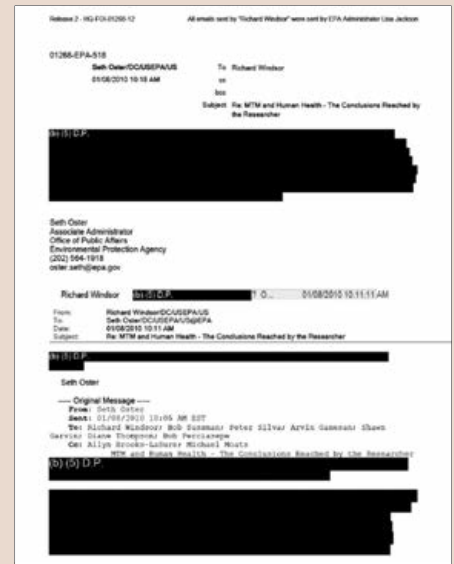 Release 2 - HQ-FOI-01268-12 All emails sent by "Richard Windsor" were sent by EPA Administrator Lisa Jackson
01268-EPA-518
Seth Oster/DC/USEPA/US To Richard Windsor
01/08/2010 10:18 AM cc
bcc
Subject Re: MTM and Human Health - The Conclusions Reached by
the Researcher
(b) (5) D.P.
Seth Oster
Associate Administrator
Office of Public Affairs
Environmental Protection Agency
(202) 564-1918
oster.seth@epa.gov
Richard Windsor (b) (5) D.P. ? O... 01/08/2010 10:11:11 AM
From: Richard Windsor/DC/USEPA/US
To: Seth Oster/DC/USEPA/US@EPA
Date: 01/08/2010 10:11 AM
Subject: Re: MTM and Human Health - The Conclusions Reached by the Researcher
(b) (5) D.P.
Seth Oster
----- Original Message -----
From: Seth Oster
Sent: 01/08/2010 10:05 AM EST
To: Richard Windsor; Bob Sussman; Peter Silva; Arvin Ganesan; Shawn
Garvin; Diane Thompson; Bob Perciasepe
Cc: Allyn Brooks-LaSure; Michael Moats
MTM and Human Health - The Conclusions Reached by the Researcher
(b) (5) D.P.